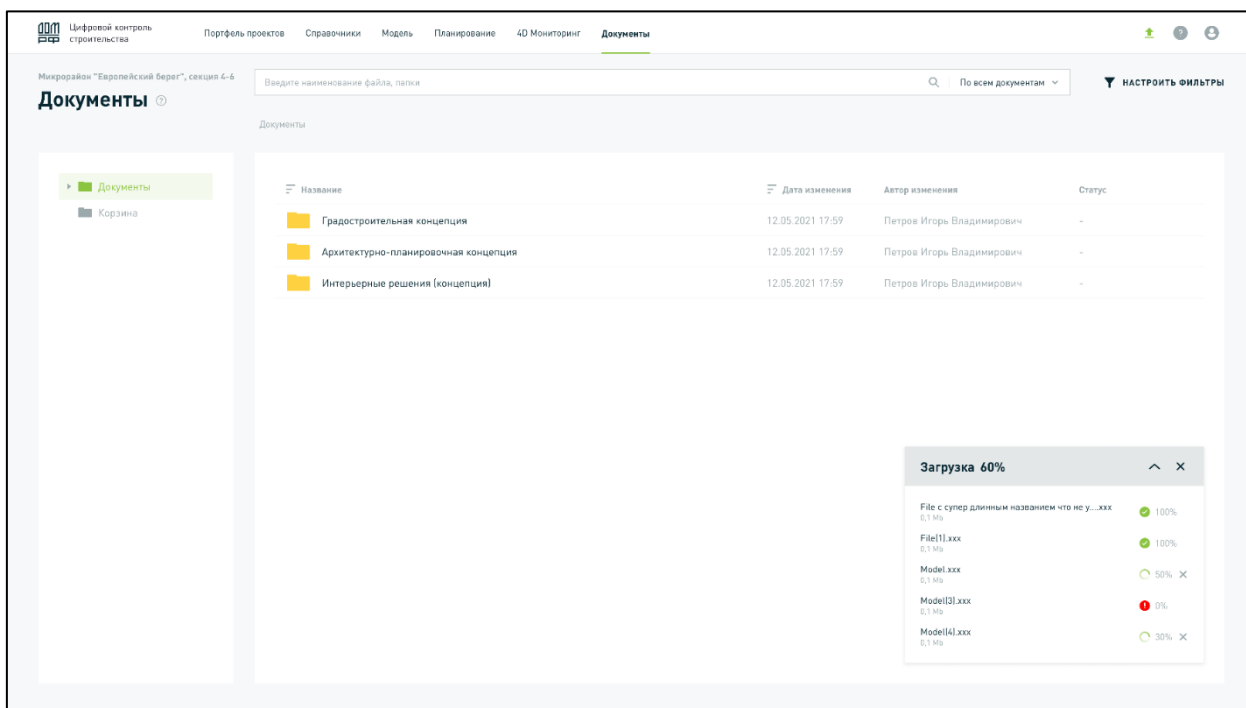 ДОМ РФ
Цифровой контроль строительства
Портфель проектов Справочники Модель Планирование 4D Мониторинг Документы
Микрорайон "Европейский берег", секция 4-6
Документы
Введите наименование файла, папки
По всем документам
НАСТРОИТЬ ФИЛЬТРЫ
Документы
Документы
Корзина
Название Дата изменения Автор изменения Статус
Градостроительная концепция 12.05.2021 17:59 Петров Игорь Владимирович -
Архитектурно-планировочная концепция 12.05.2021 17:59 Петров Игорь Владимирович -
Интерьерные решения (концепция) 12.05.2021 17:59 Петров Игорь Владимирович -
Загрузка 60%
File с супер длинным названием что не у....xxx 100%
0,1 Mb
File(1).xxx 100%
0,1 Mb
Model.xxx 50%
0,1 Mb
Model(3).xxx 0%
0,1 Mb
Model(4).xxx 30%
0,1 Mb